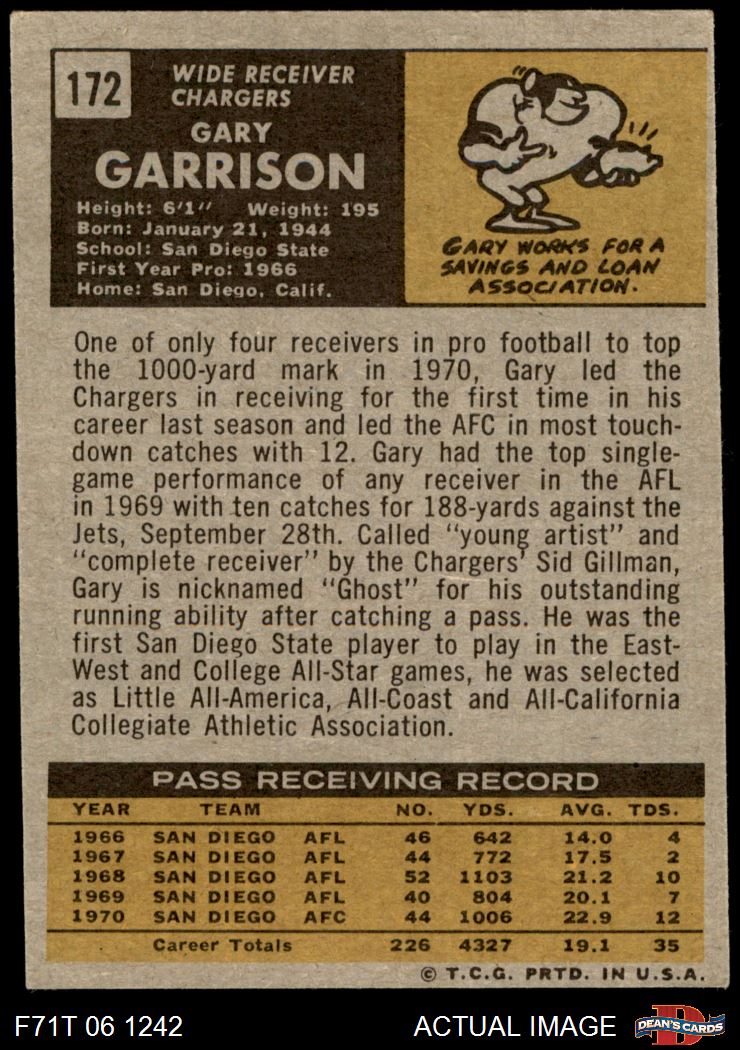 172
WIDE RECEIVER
CHARGERS
GARY
GARRISON
Height: 6'1" Weight: 195
Born: January 21, 1944
School: San Diego State
First Year Pro: 1966
Home: San Diego, Calif.
GARY WORKS FOR A
SAVINGS AND LOAN
ASSOCIATION.
One of only four receivers in pro football to top
the 1000-yard mark in 1970, Gary led the
Chargers in receiving for the first time in his
career last season and led the AFC in most touch-
down catches with 12. Gary had the top single-
game performance of any receiver in the AFL
in 1969 with ten catches for 188-yards against the
Jets, September 28th. Called "young artist" and
"complete receiver" by the Chargers' Sid Gillman,
Gary is nicknamed "Ghost" for his outstanding
running ability after catching a pass. He was the
first San Diego State player to play in the East-
West and College All-Star games, he was selected
as Little All-America, All-Coast and All-California
Collegiate Athletic Association.
PASS RECEIVING RECORD
YEAR TEAM NO. YDS. AVG. TDS.
1966 SAN DIEGO AFL 46 642 14.0 4
1967 SAN DIEGO AFL 44 772 17.5 2
1968 SAN DIEGO AFL 52 1103 21.2 10
1969 SAN DIEGO AFL 40 804 20.1 7
1970 SAN DIEGO AFC 44 1006 22.9 12
Career Totals 226 4327 19.1 35
© T.C.G. PRTD. IN U.S.A.
F71T 06 1242 ACTUAL IMAGE
D
DEAN'S CARDS